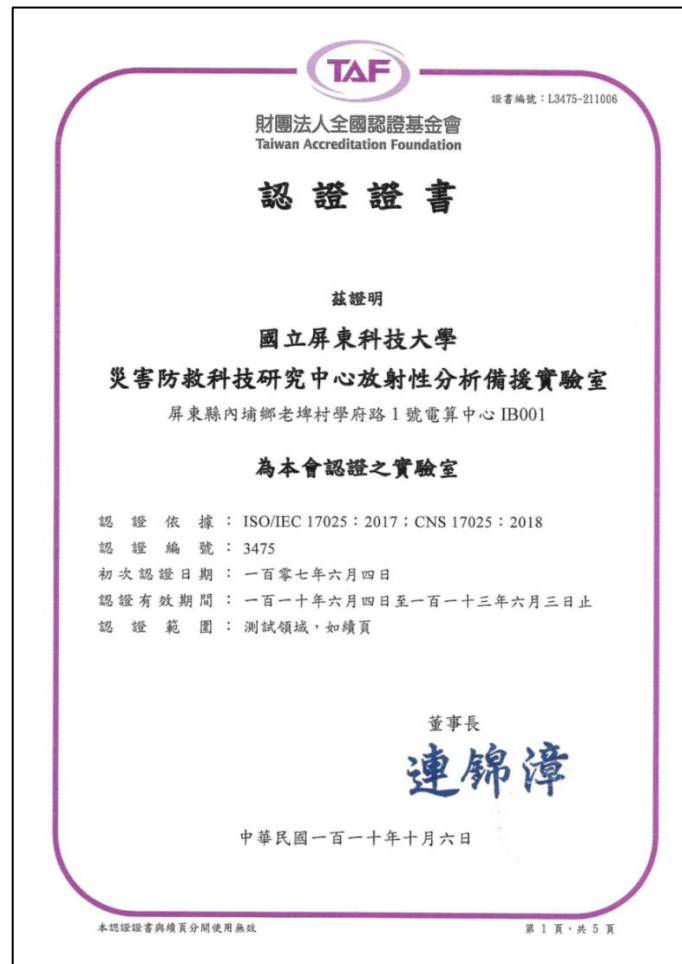 TAF
證書編號：L3475-211006
財團法人全國認證基金會
Taiwan Accreditation Foundation
認證證書
茲證明
國立屏東科技大學
災害防救科技研究中心放射性分析備援實驗室
屏東縣內埔鄉老埤村學府路 1 號電算中心 IB001
為本會認證之實驗室
認證依據：ISO/IEC 17025：2017；CNS 17025：2018
認證編號：3475
初次認證日期：一百零七年六月四日
認證有效期間：一百一十年六月四日至一百一十三年六月三日止
認證範圍：測試領域，如續頁
董事長
連錦漳
中華民國一百一十年十月六日
本認證證書與續頁分開使用無效
第 1 頁，共 5 頁